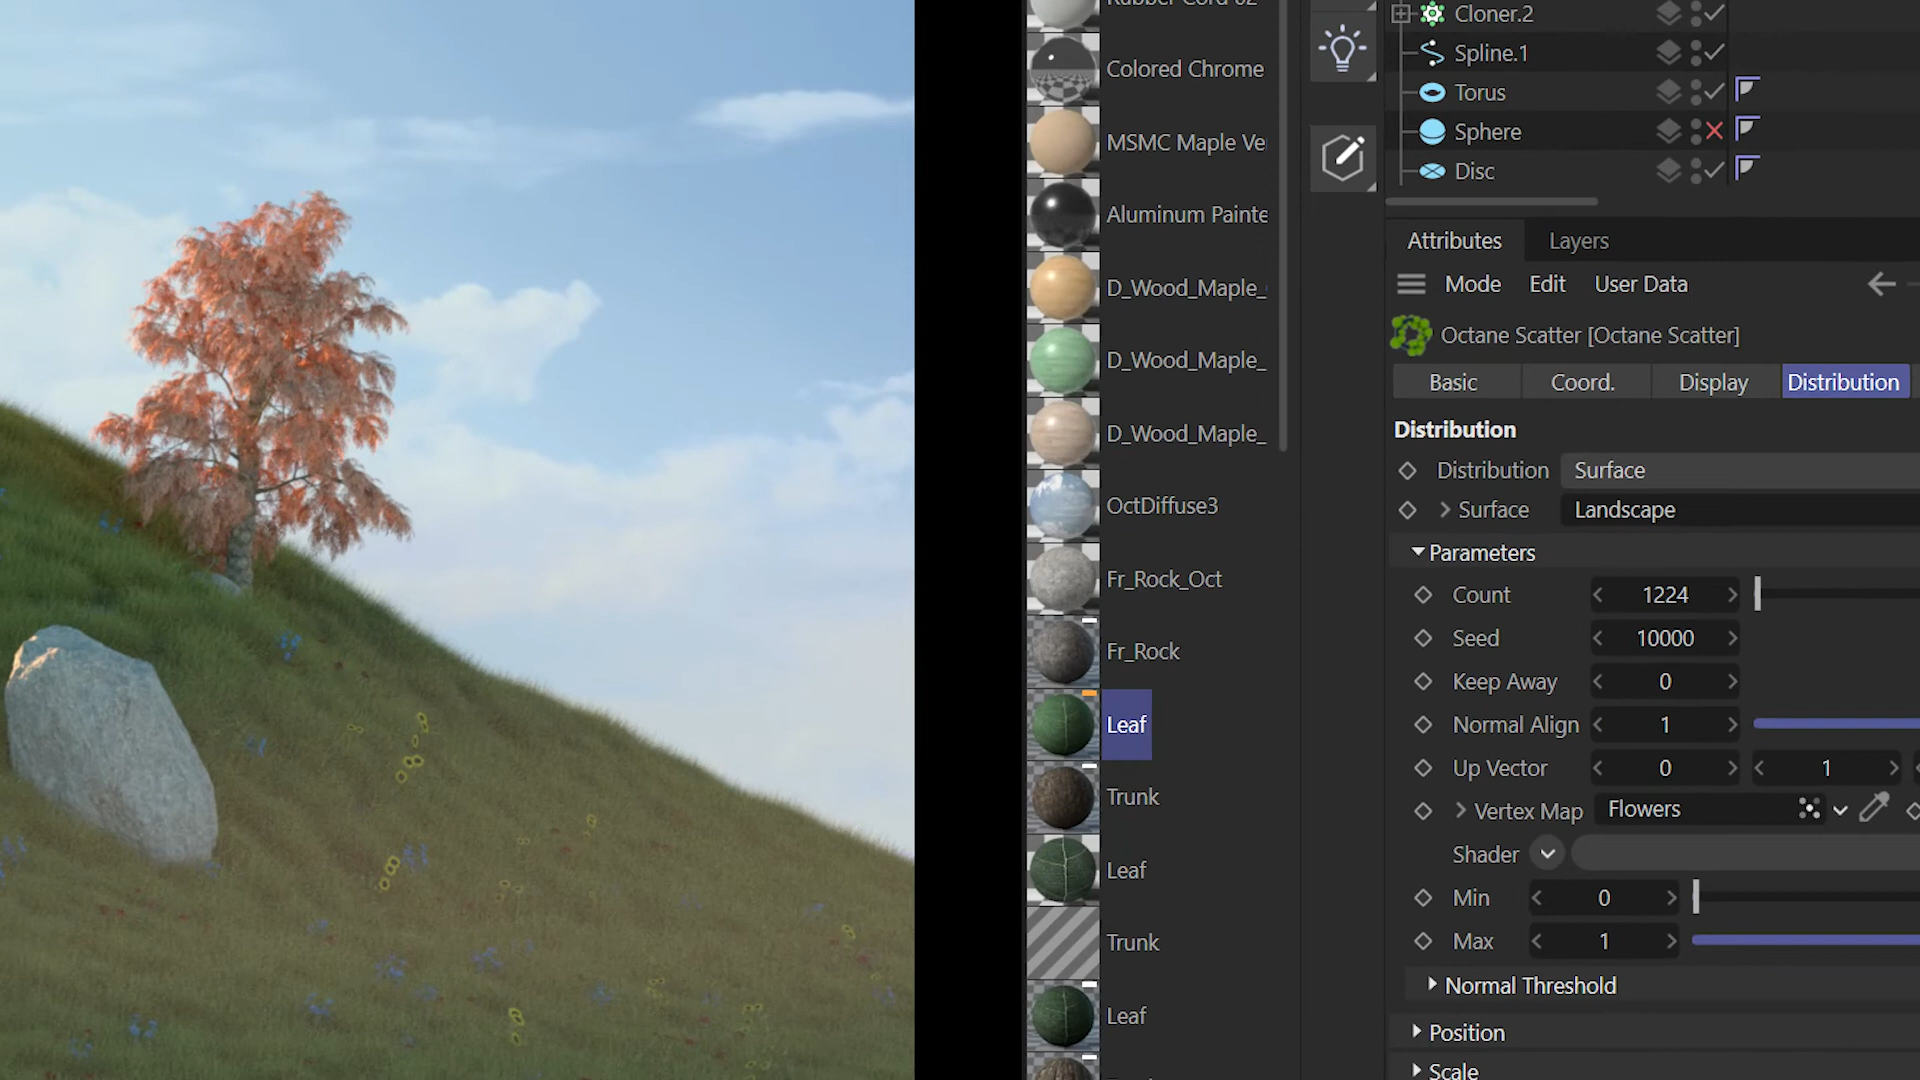 Rubber Cord 02
Colored Chrome
MSMC Maple Ve
Aluminum Painte
D_Wood_Maple_
D_Wood_Maple_
D_Wood_Maple_
OctDiffuse3
Fr_Rock_Oct
Fr_Rock
Leaf
Trunk
Leaf
Trunk
Leaf
Cloner.2
Spline.1
Torus
Sphere
Disc
Attributes Layers
Mode Edit User Data
Octane Scatter [Octane Scatter]
Basic Coord. Display Distribution
Distribution
Distribution Surface
Surface Landscape
Parameters
Count 1224
Seed 10000
Keep Away 0
Normal Align 1
Up Vector 0 1
Vertex Map Flowers
Shader
Min 0
Max 1
Normal Threshold
Position
Scale